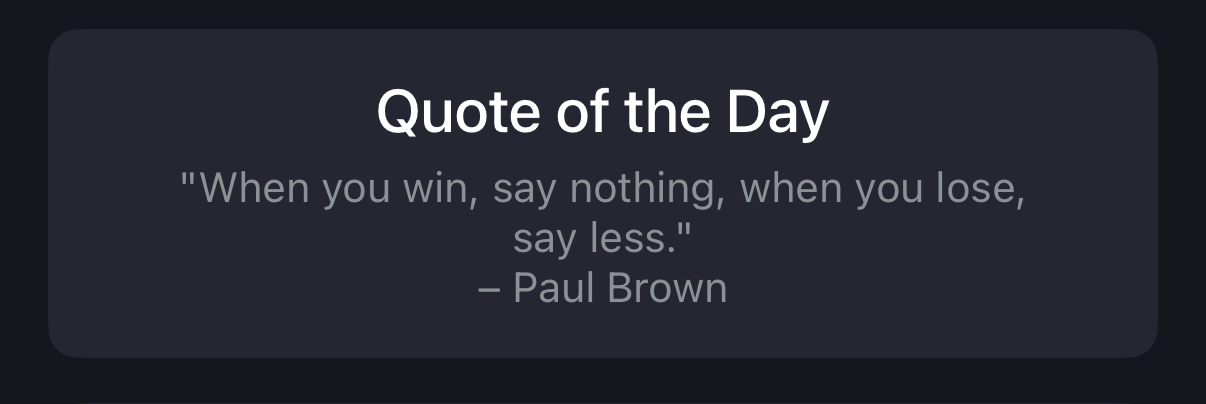 Quote of the Day
"When you win, say nothing, when you lose,
say less."
– Paul Brown